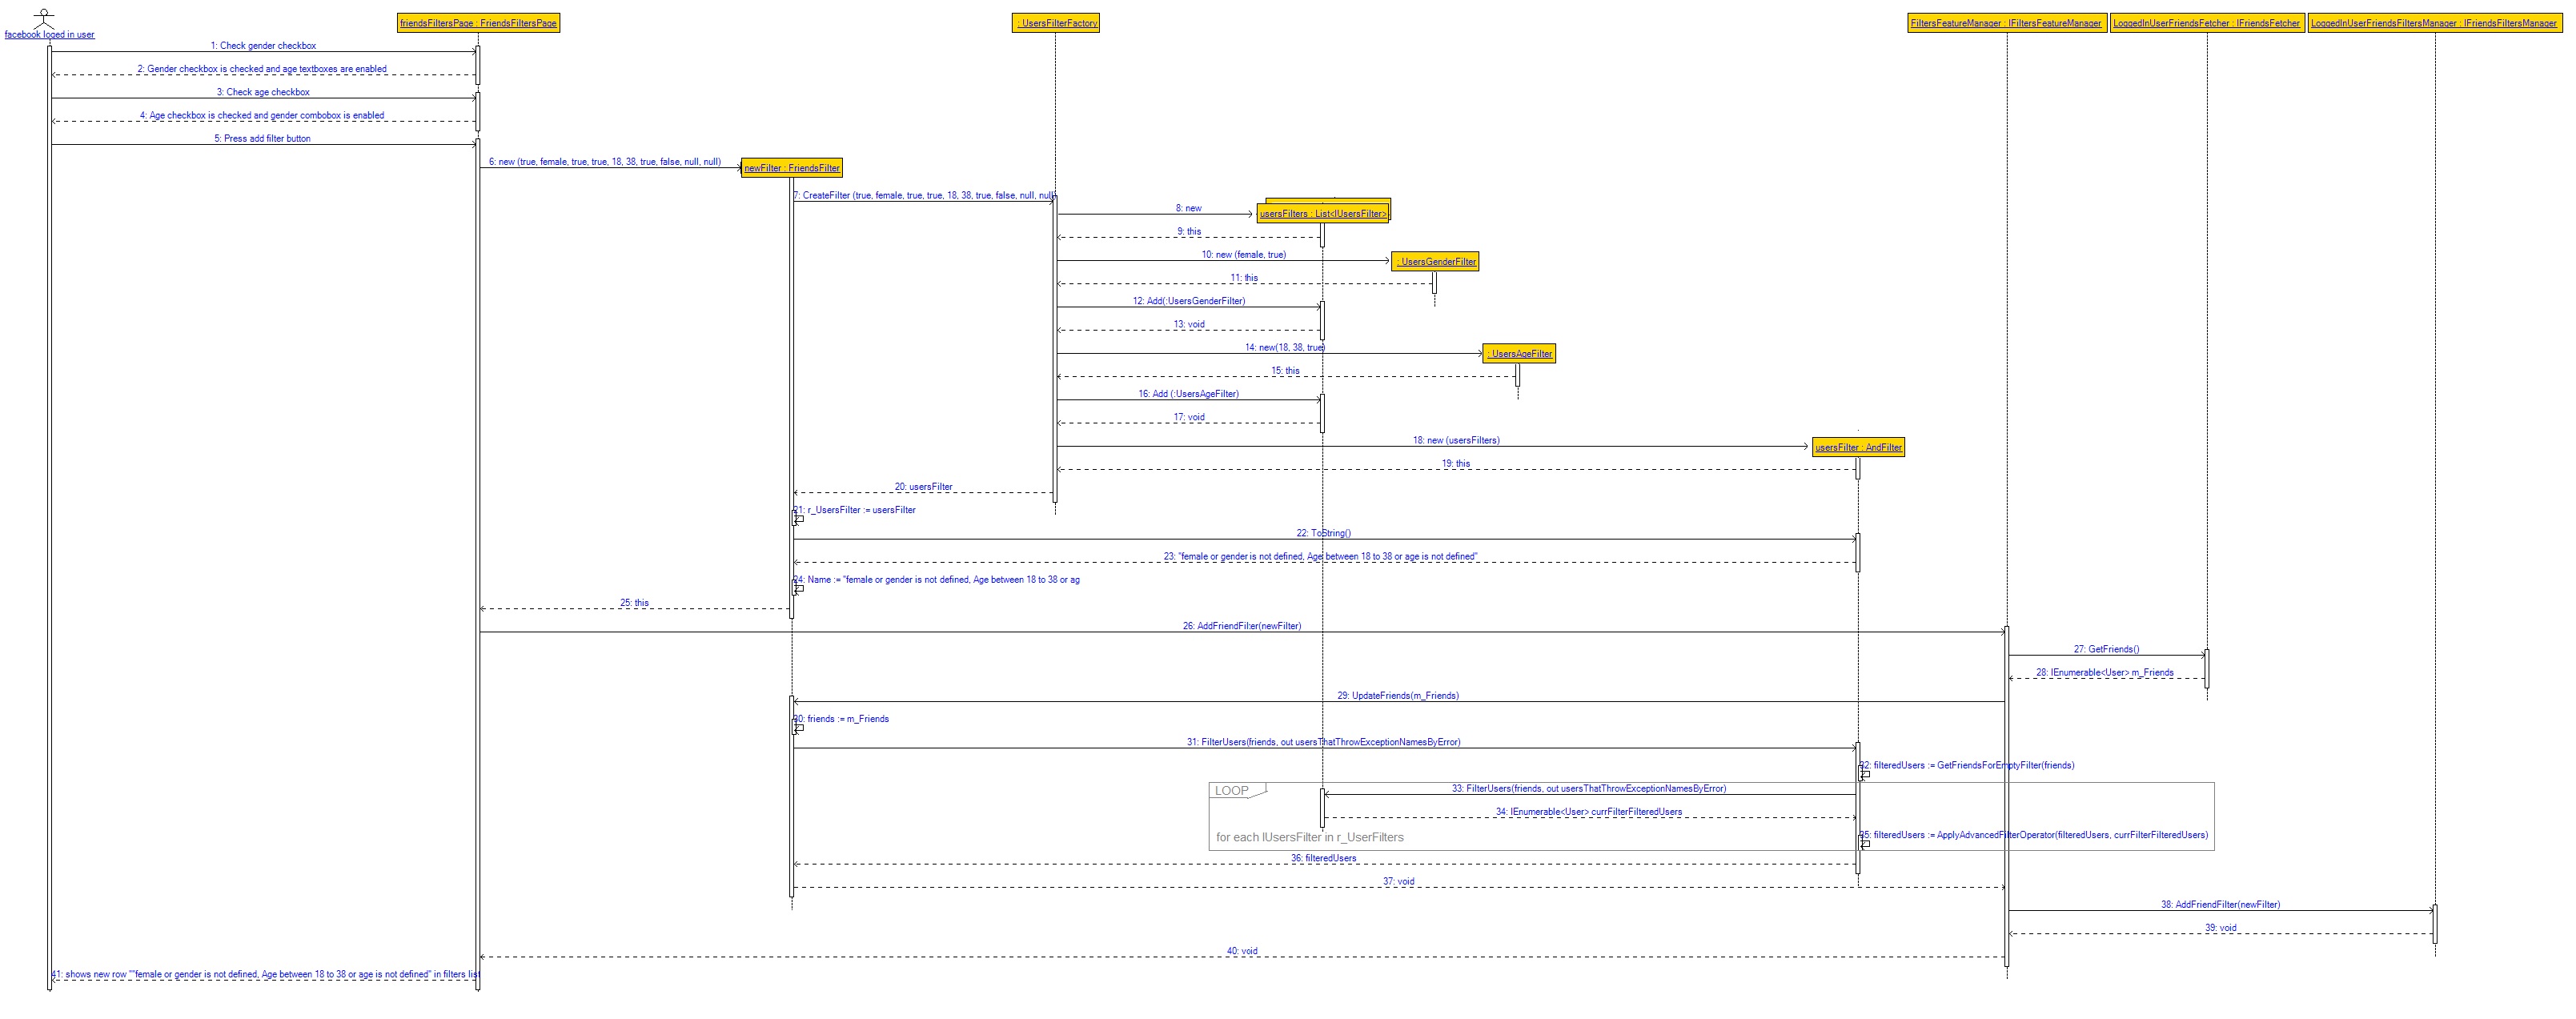 facebook loged in user
friendsFiltersPage : FriendsFiltersPage
: UsersFilterFactory
FiltersFeatureManager : IFiltersFeatureManager
LoggedInUserFriendsFetcher : IFriendsFetcher
LoggedInUserFriendsFiltersManager : IFriendsFiltersManager
1: Check gender checkbox
2: Gender checkbox is checked and age textboxes are enabled
3: Check age checkbox
4: Age checkbox is checked and gender combobox is enabled
5: Press add filter button
6: new (true, female, true, true, 18, 38, true, false, null, null)
newFilter : FriendsFilter
7: CreateFilter (true, female, true, true, 18, 38, true, false, null, null)
8: new
usersFilters : List<IUsersFilter>
9: this
10: new (female, true)
: UsersGenderFilter
11: this
12: Add(:UsersGenderFilter)
13: void
14: new(18, 38, true)
: UsersAgeFilter
15: this
16: Add (:UsersAgeFilter)
17: void
18: new (usersFilters)
usersFilter : AndFilter
19: this
20: usersFilter
21: r_UsersFilter := usersFilter
22: ToString()
23: "female or gender is not defined, Age between 18 to 38 or age is not defined"
24: Name := "female or gender is not defined, Age between 18 to 38 or ag
25: this
26: AddFriendFilter(newFilter)
27: GetFriends()
28: IEnumerable<User> m_Friends
29: UpdateFriends(m_Friends)
30: friends := m_Friends
31: FilterUsers(friends, out usersThatThrowExceptionNamesByError)
32: filteredUsers := GetFriendsForEmptyFilter(friends)
LOOP
33: FilterUsers(friends, out usersThatThrowExceptionNamesByError)
34: IEnumerable<User> currFilterFilteredUsers
for each IUsersFilter in r_UserFilters
35: filteredUsers := ApplyAdvancedFilterOperator(filteredUsers, currFilterFilteredUsers)
36: filteredUsers
37: void
38: AddFriendFilter(newFilter)
39: void
40: void
41: shows new row ""female or gender is not defined, Age between 18 to 38 or age is not defined" in filters list